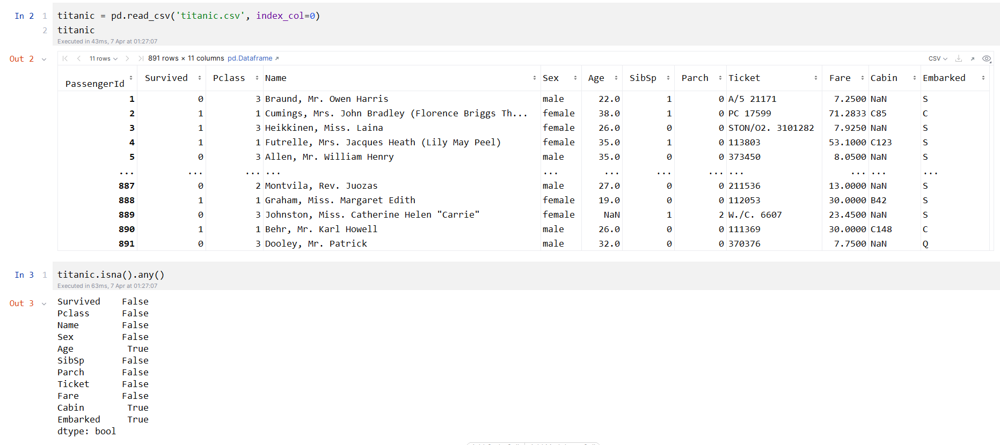 In 2 1 titanic = pd.read_csv('titanic.csv', index_col=0)
2 titanic
Executed in 43ms, 7 Apr at 01:27:07
Out 2 11 rows 891 rows × 11 columns pd.Dataframe CSV
PassengerId Survived Pclass Name Sex Age SibSp Parch Ticket Fare Cabin Embarked
1 0 3 Braund, Mr. Owen Harris male 22.0 1 0 A/5 21171 7.2500 NaN S
2 1 1 Cumings, Mrs. John Bradley (Florence Briggs Th... female 38.0 1 0 PC 17599 71.2833 C85 C
3 1 3 Heikkinen, Miss. Laina female 26.0 0 0 STON/O2. 3101282 7.9250 NaN S
4 1 1 Futrelle, Mrs. Jacques Heath (Lily May Peel) female 35.0 1 0 113803 53.1000 C123 S
5 0 3 Allen, Mr. William Henry male 35.0 0 0 373450 8.0500 NaN S
... ... ... ... ... ... ... ... ... ... ... ...
887 0 2 Montvila, Rev. Juozas male 27.0 0 0 211536 13.0000 NaN S
888 1 1 Graham, Miss. Margaret Edith female 19.0 0 0 112053 30.0000 B42 S
889 0 3 Johnston, Miss. Catherine Helen "Carrie" female NaN 1 2 W./C. 6607 23.4500 NaN S
890 1 1 Behr, Mr. Karl Howell male 26.0 0 0 111369 30.0000 C148 C
891 0 3 Dooley, Mr. Patrick male 32.0 0 0 370376 7.7500 NaN Q
In 3 1 titanic.isna().any()
Executed in 63ms, 7 Apr at 01:27:07
Out 3 Survived False
Pclass False
Name False
Sex False
Age True
SibSp False
Parch False
Ticket False
Fare False
Cabin True
Embarked True
dtype: bool